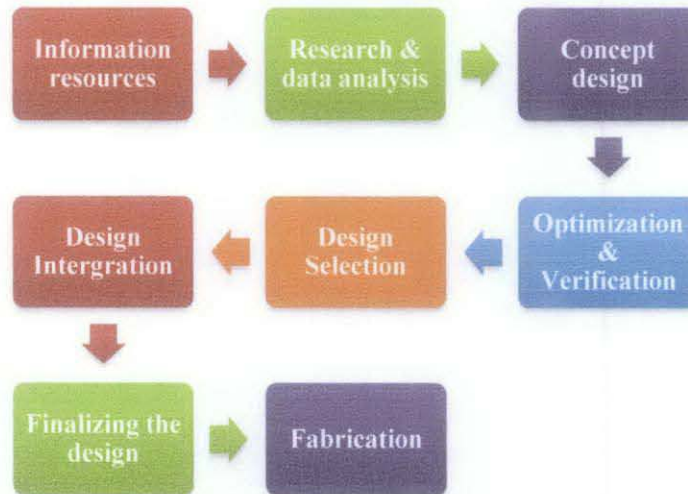 Information
resources
Research &
data analysis
Concept
design
Optimization
&
Verification
Design
Selection
Design
Intergration
Finalizing the
design
Fabrication